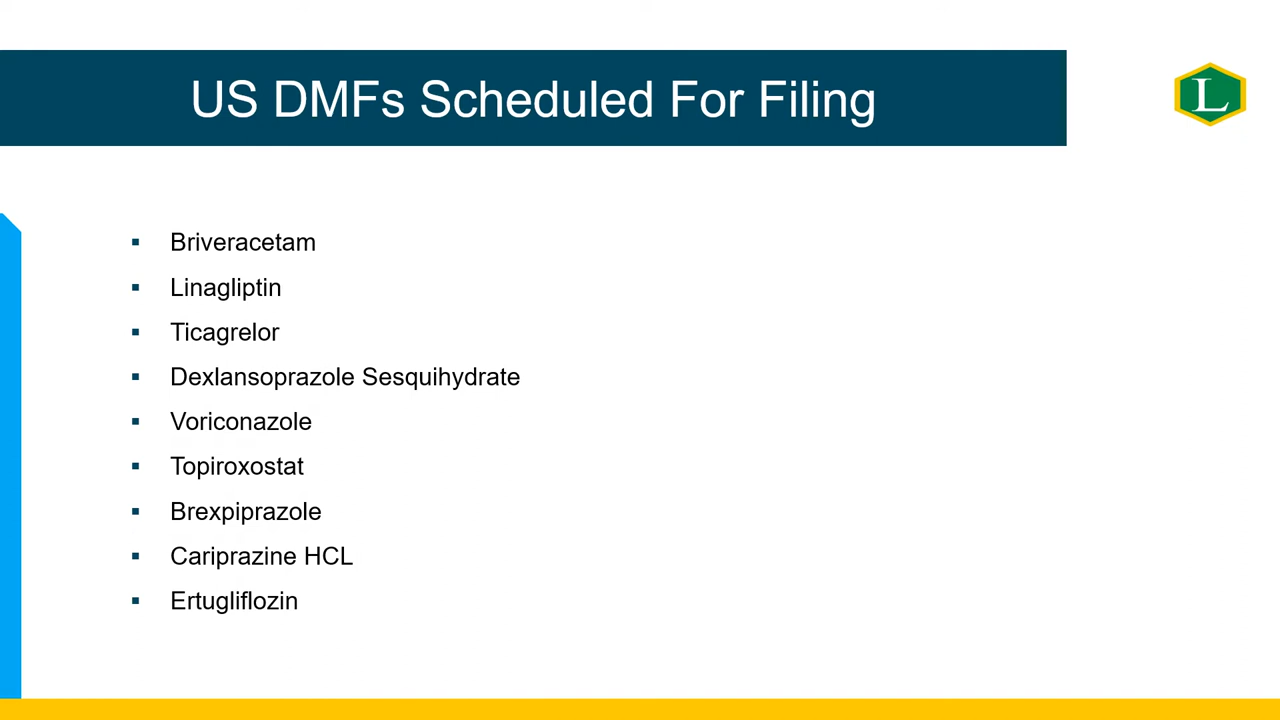 US DMFs Scheduled For Filing
L
▪ Briveracetam
▪ Linagliptin
▪ Ticagrelor
▪ Dexlansoprazole Sesquihydrate
▪ Voriconazole
▪ Topiroxostat
▪ Brexpiprazole
▪ Cariprazine HCL
▪ Ertugliflozin